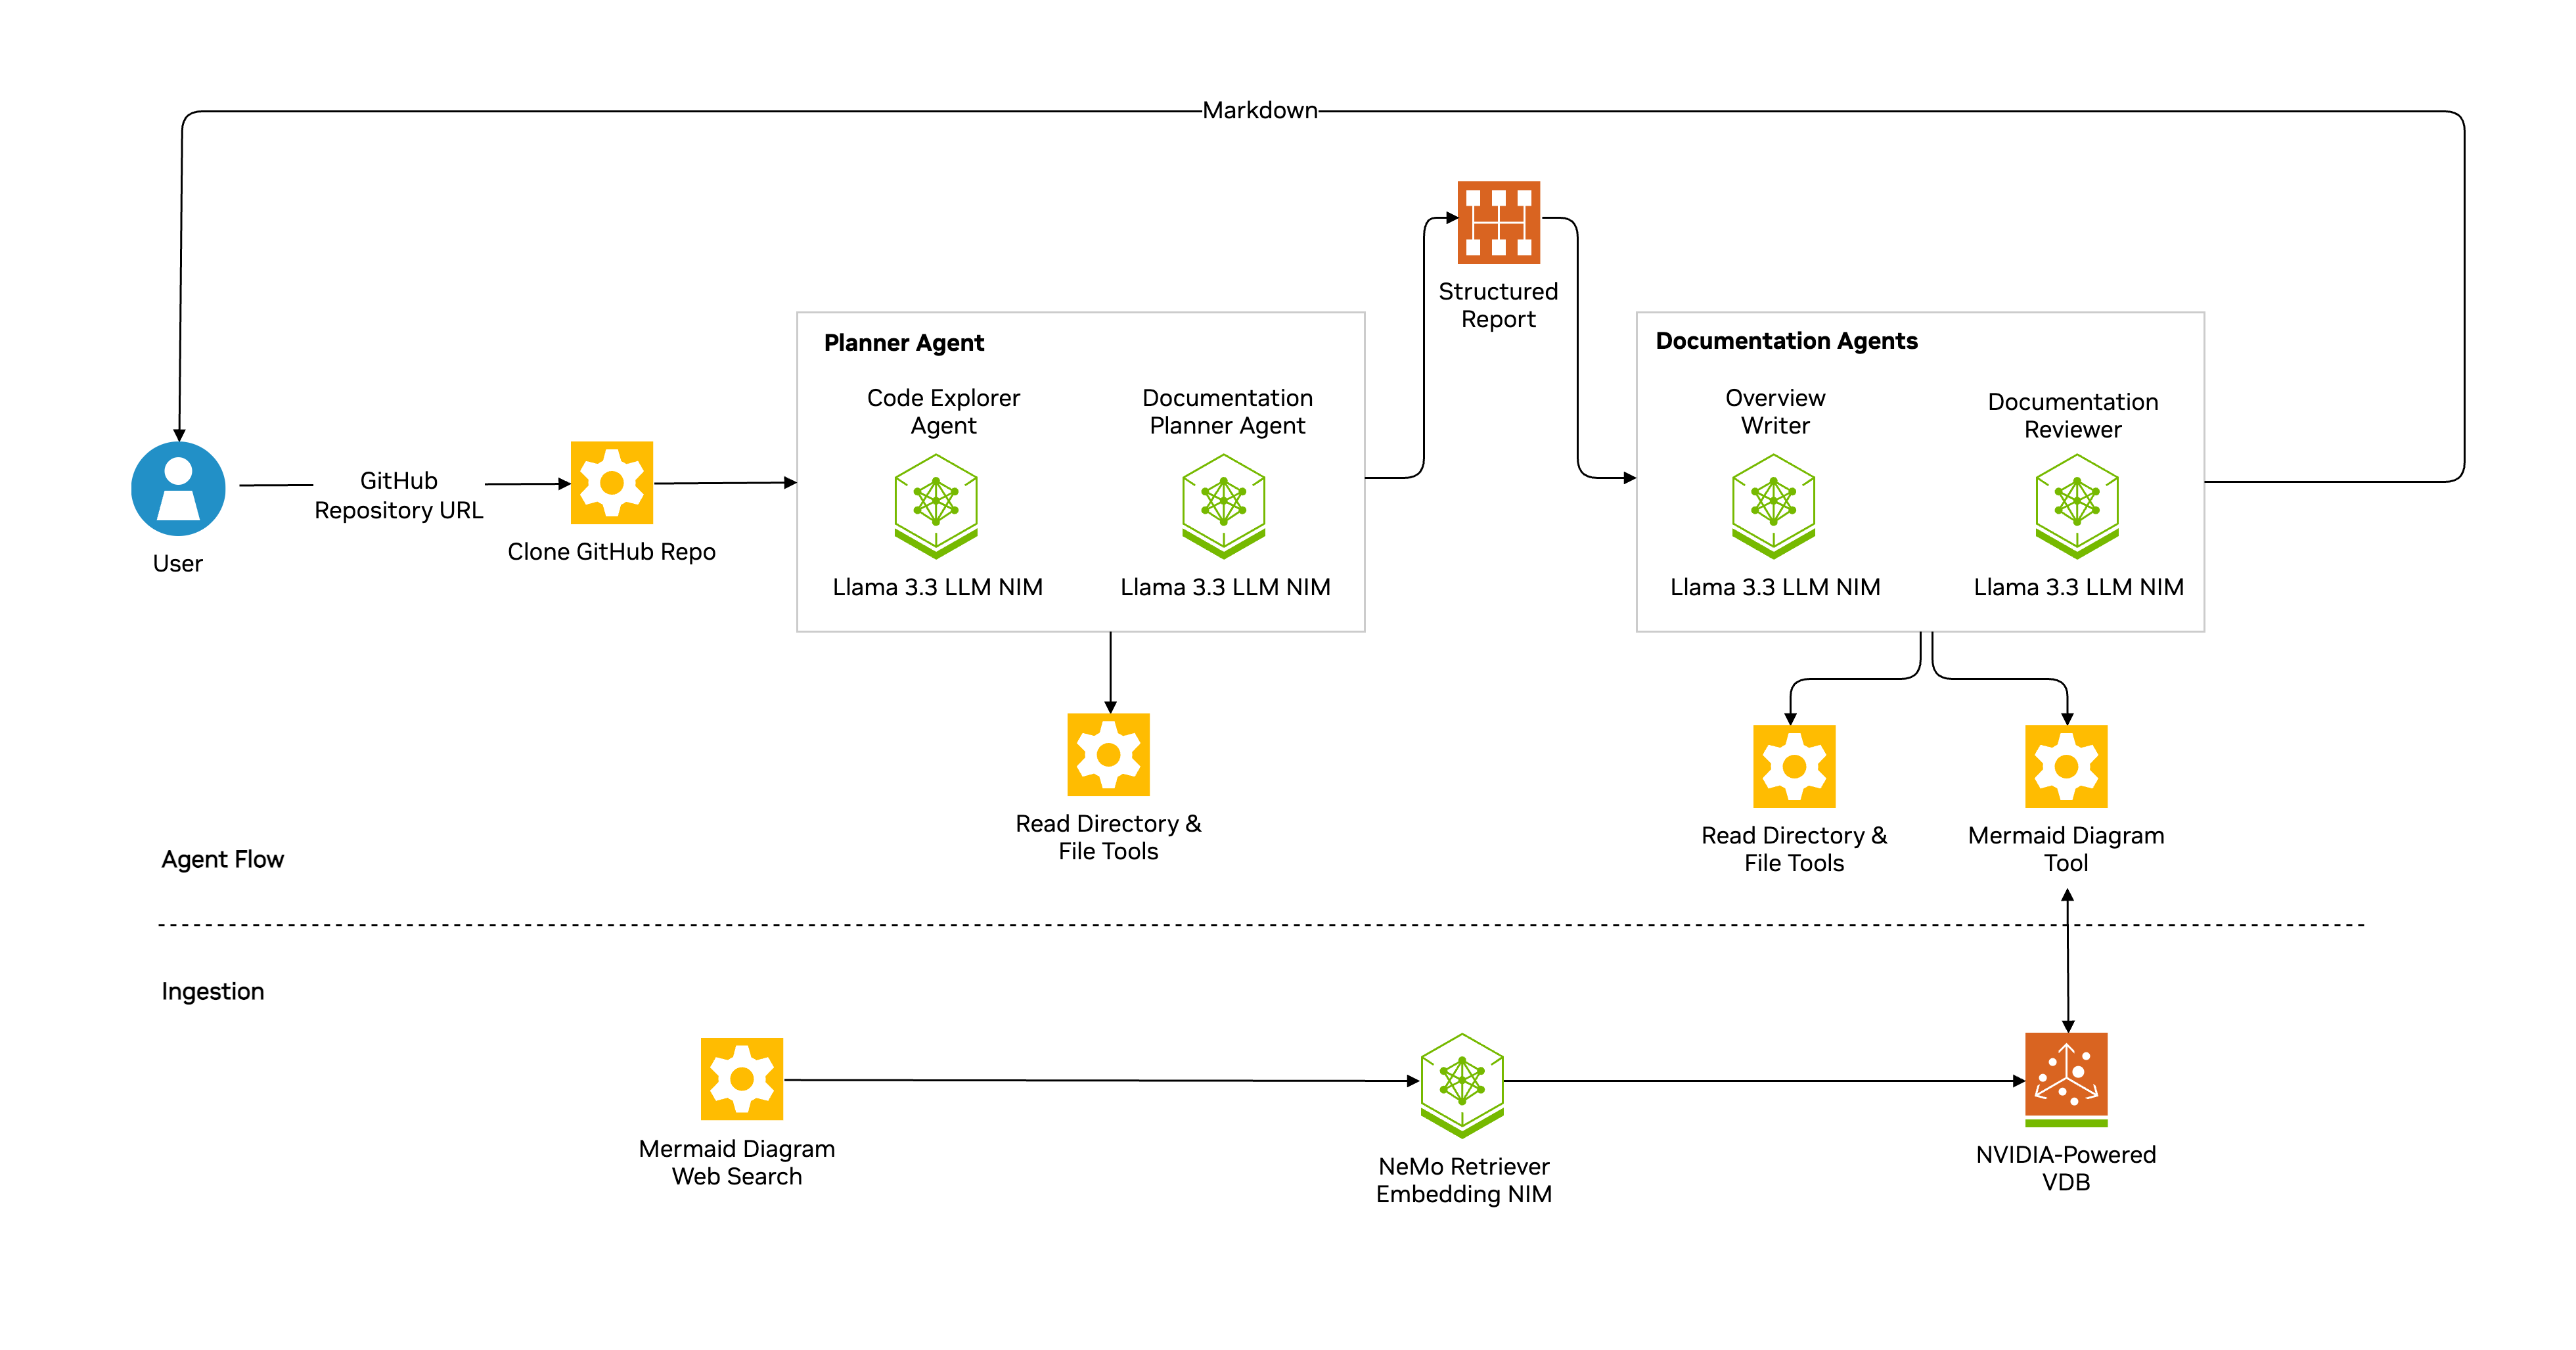 Markdown
Structured
Report
Planner Agent
Code Explorer
Agent
Documentation
Planner Agent
Llama 3.3 LLM NIM
Llama 3.3 LLM NIM
Documentation Agents
Overview
Writer
Documentation
Reviewer
Llama 3.3 LLM NIM
Llama 3.3 LLM NIM
User
GitHub
Repository URL
Clone GitHub Repo
Read Directory &
File Tools
Read Directory &
File Tools
Mermaid Diagram
Tool
Agent Flow
Ingestion
Mermaid Diagram
Web Search
NeMo Retriever
Embedding NIM
NVIDIA-Powered
VDB